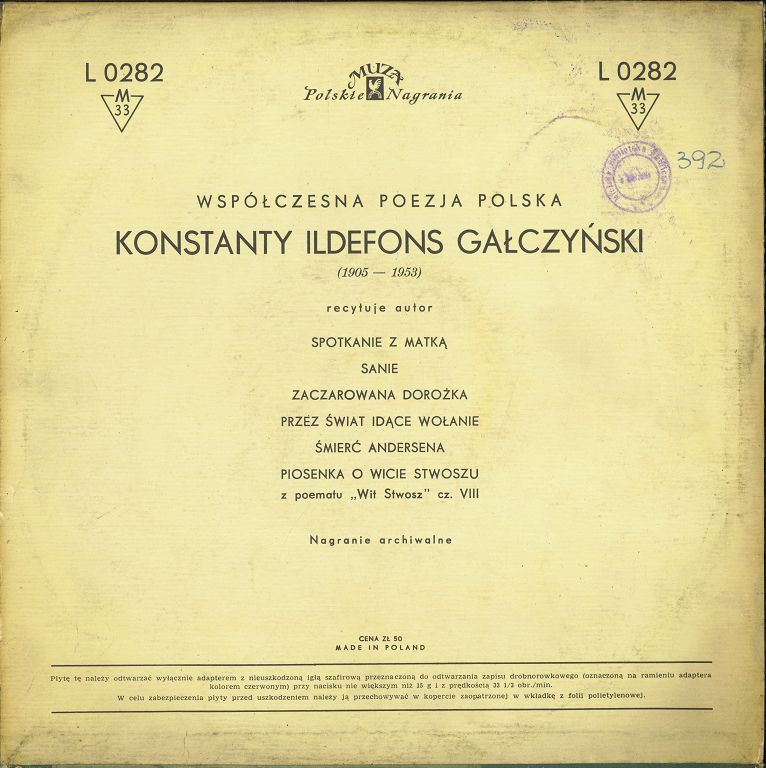 L 0282
M
33
MUZA
Polskie Nagrania
L 0282
M
33
392
WSPÓŁCZESNA POEZJA POLSKA
KONSTANTY ILDEFONS GAŁCZYŃSKI
(1905 — 1953)
recytuje autor
SPOTKANIE Z MATKĄ
SANIE
ZACZAROWANA DOROŻKA
PRZEZ ŚWIAT IDĄCE WOŁANIE
ŚMIERĆ ANDERSENA
PIOSENKA O WICIE STWOSZU
z poematu „Wit Stwosz” cz. VIII
Nagranie archiwalne
CENA ZŁ 50
MADE IN POLAND
Płytę tę należy odtwarzać wyłącznie adapterem z nieuszkodzoną igłą szafirową przeznaczoną do odtwarzania zapisu drobnorowkowego (oznaczoną na ramieniu adaptera
kolorem czerwonym) przy nacisku nie większym niż 15 g i z prędkością 33 1/3 obr./min.
W celu zabezpieczenia płyty przed uszkodzeniem należy ją przechowywać w kopercie zaopatrzonej w wkładkę z folii polietylenowej.